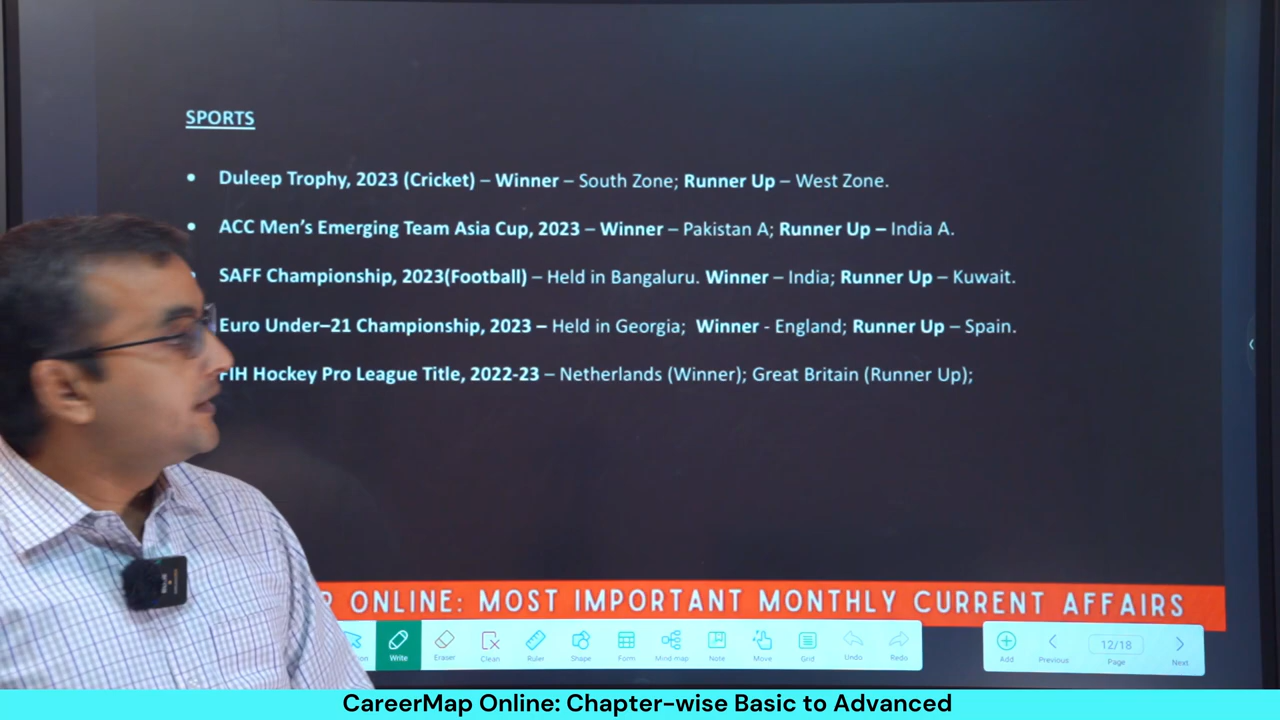 SPORTS
• Duleep Trophy, 2023 (Cricket) – Winner – South Zone; Runner Up – West Zone.
• ACC Men's Emerging Team Asia Cup, 2023 – Winner – Pakistan A; Runner Up – India A.
SAFF Championship, 2023(Football) – Held in Bangaluru. Winner – India; Runner Up – Kuwait.
Euro Under–21 Championship, 2023 – Held in Georgia; Winner - England; Runner Up – Spain.
FIH Hockey Pro League Title, 2022-23 – Netherlands (Winner); Great Britain (Runner Up);
ONLINE: MOST IMPORTANT MONTHLY CURRENT AFFAIRS
Write Eraser Clean Ruler Shape Form Mind map Note Move Grid Undo Redo
Add Previous 12/18 Page Next
CareerMap Online: Chapter-wise Basic to Advanced